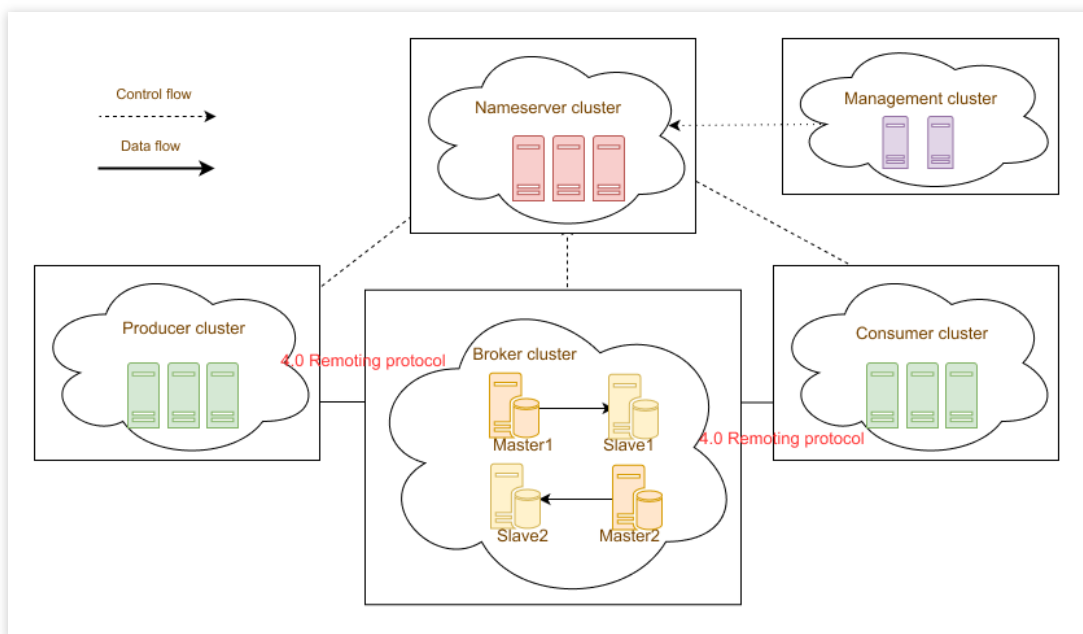 Control flow
Data flow
Nameserver cluster
Management cluster
Producer cluster
4.0 Remoting protocol
Broker cluster
Master1
Slave1
Slave2
Master2
Consumer cluster
4.0 Remoting protocol